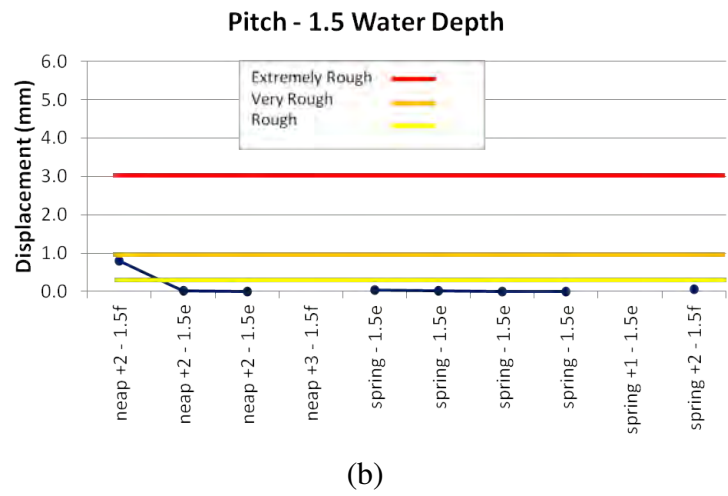 Pitch - 1.5 Water Depth
Displacement (mm)
6.0
5.0
4.0
3.0
2.0
1.0
0.0
Extremely Rough
Very Rough
Rough
neap +2 - 1.5f
neap +2 - 1.5e
neap +2 - 1.5e
neap +3 - 1.5e
spring - 1.5e
spring - 1.5e
spring - 1.5e
spring - 1.5e
spring +1 - 1.5e
spring +2 - 1.5f
(b)